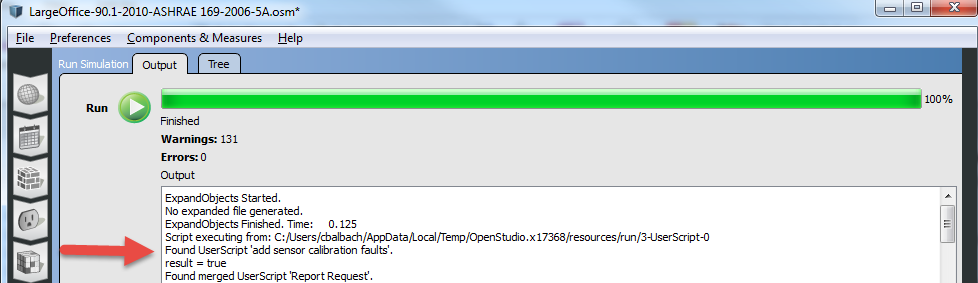 LargeOffice-90.1-2010-ASHRAE 169-2006-5A.osm*
File Preferences Components & Measures Help
Run Simulation Output Tree
Run 100%
Finished
Warnings: 131
Errors: 0
Output
ExpandObjects Started.
No expanded file generated.
ExpandObjects Finished. Time: 0.125
Script executing from: C:/Users/cbalbach/AppData/Local/Temp/OpenStudio.x17368/resources/run/3-UserScript-0
Found UserScript 'add sensor calibration faults'.
result = true
Found merged UserScript 'Report Request'.